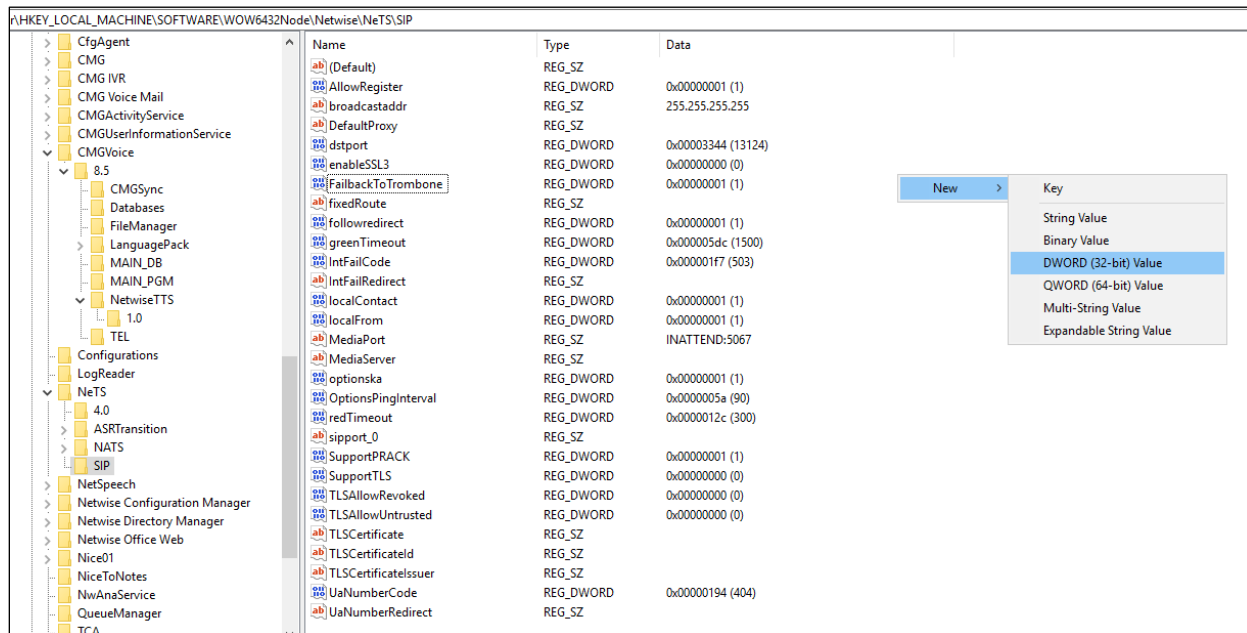 r\HKEY_LOCAL_MACHINE\SOFTWARE\WOW6432Node\Netwise\NeTS\SIP
CfgAgent
CMG
CMG IVR
CMG Voice Mail
CMGActivityService
CMGUserInformationService
CMGVoice
8.5
CMGSync
Databases
FileManager
LanguagePack
MAIN_DB
MAIN_PGM
NetwiseTTS
1.0
TEL
Configurations
LogReader
NeTS
4.0
ASRTransition
NATS
SIP
NetSpeech
Netwise Configuration Manager
Netwise Directory Manager
Netwise Office Web
Nice01
NiceToNotes
NwAnaService
QueueManager
TCA
Name Type Data
(Default) REG_SZ
AllowRegister REG_DWORD 0x00000001 (1)
broadcastaddr REG_SZ 255.255.255.255
DefaultProxy REG_SZ
dstport REG_DWORD 0x00003344 (13124)
enableSSL3 REG_DWORD 0x00000000 (0)
FailbackToTrombone REG_DWORD 0x00000001 (1)
fixedRoute REG_SZ
followredirect REG_DWORD 0x00000001 (1)
greenTimeout REG_DWORD 0x000005dc (1500)
IntFailCode REG_DWORD 0x000001f7 (503)
IntFailRedirect REG_SZ
localContact REG_DWORD 0x00000001 (1)
localFrom REG_DWORD 0x00000001 (1)
MediaPort REG_SZ INATTEND:5067
MediaServer REG_SZ
optionska REG_DWORD 0x00000001 (1)
OptionsPingInterval REG_DWORD 0x0000005a (90)
redTimeout REG_DWORD 0x0000012c (300)
sipport_0 REG_SZ
SupportPRACK REG_DWORD 0x00000001 (1)
SupportTLS REG_DWORD 0x00000000 (0)
TLSAllowRevoked REG_DWORD 0x00000000 (0)
TLSAllowUntrusted REG_DWORD 0x00000000 (0)
TLSCertificate REG_SZ
TLSCertificateId REG_SZ
TLSCertificateIssuer REG_SZ
UaNumberCode REG_DWORD 0x00000194 (404)
UaNumberRedirect REG_SZ
New
Key
String Value
Binary Value
DWORD (32-bit) Value
QWORD (64-bit) Value
Multi-String Value
Expandable String Value